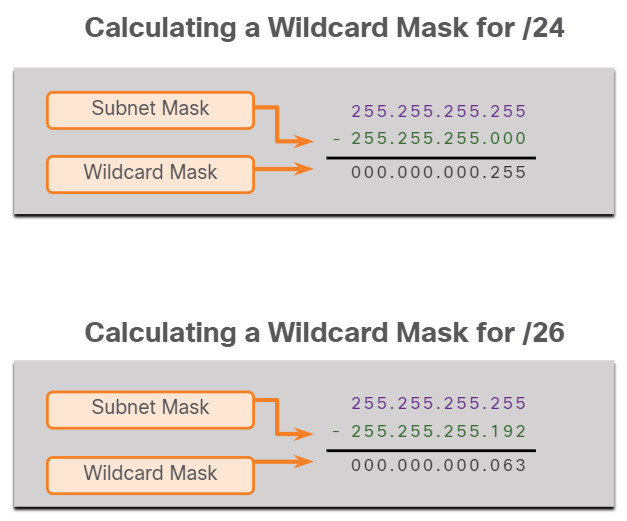 Calculating a Wildcard Mask for /24
Subnet Mask
255.255.255.255
- 255.255.255.000
Wildcard Mask
000.000.000.255
Calculating a Wildcard Mask for /26
Subnet Mask
255.255.255.255
- 255.255.255.192
Wildcard Mask
000.000.000.063